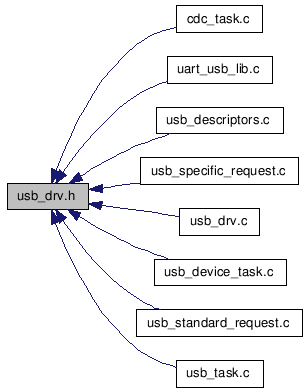 cdc_task.c
uart_usb_lib.c
usb_descriptors.c
usb_specific_request.c
usb_drv.h
usb_drv.c
usb_device_task.c
usb_standard_request.c
usb_task.c